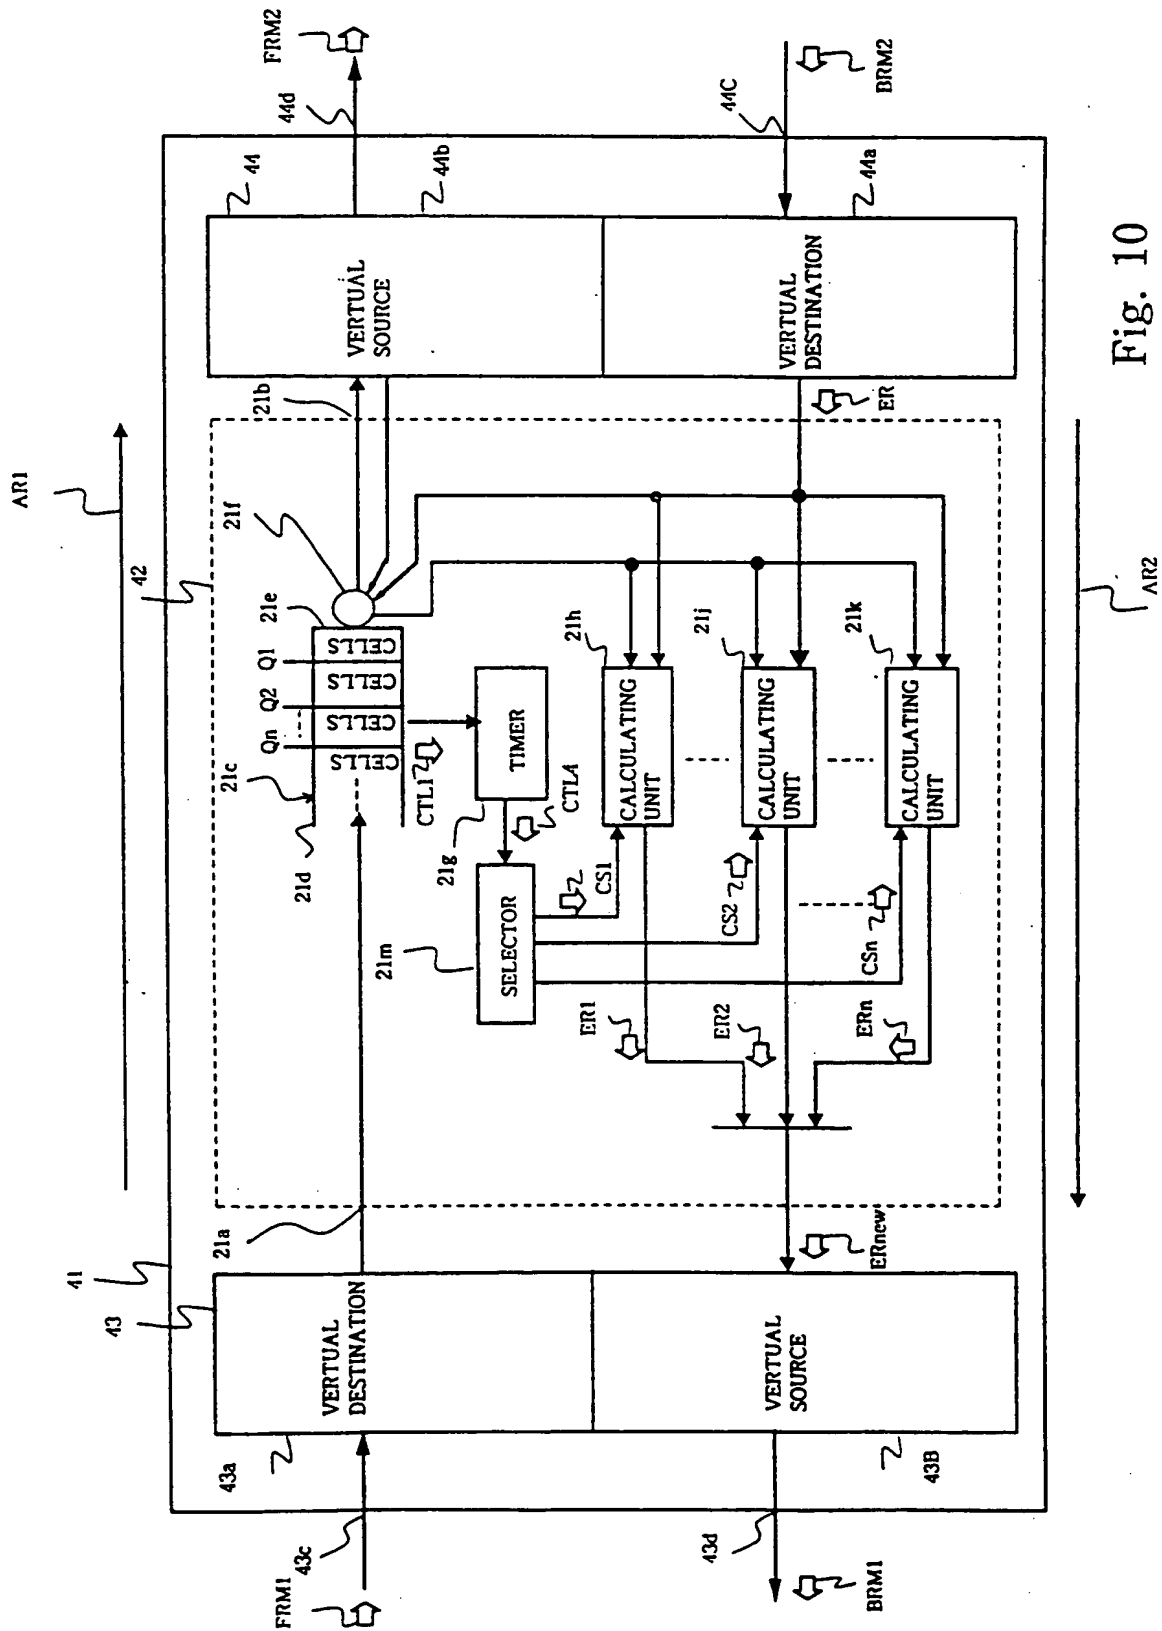 AR1
41
42
43
VERTUAL
DESTINATION
VERTUAL
SOURCE
43a
43B
43c
43d
FRM1
BRM1
21a
21b
21c
21d
21e
21f
Qn
Q2
Q1
CELLS
CELLS
CELLS
CELLS
CTL1
TIMER
21g
CTL4
SELECTOR
21m
CS1
CS2
CSn
21h
CALCULATING
UNIT
21j
CALCULATING
UNIT
21k
CALCULATING
UNIT
ER1
ER2
ERn
ERnew
ER
44
VERTUAL
SOURCE
44b
VERTUAL
DESTINATION
44a
44d
FRM2
44C
BRM2
AR2
Fig. 10